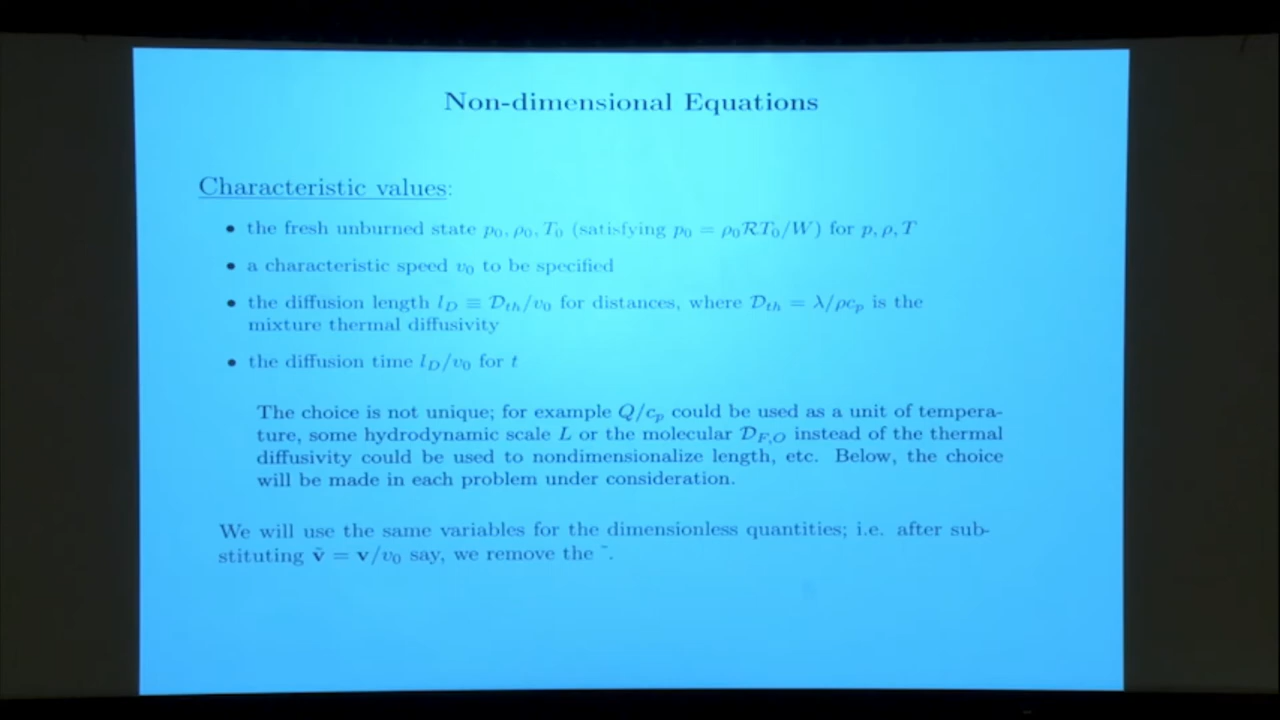 Non-dimensional Equations
Characteristic values:
• the fresh unburned state p₀, ρ₀, T₀ (satisfying p₀ = ρ₀ℛT₀/W) for p, ρ, T
• a characteristic speed v₀ to be specified
• the diffusion length l_D ≡ 𝒟_th/v₀ for distances, where 𝒟_th = λ/ρc_p is the
mixture thermal diffusivity
• the diffusion time l_D/v₀ for t
The choice is not unique; for example Q/c_p could be used as a unit of tempera-
ture, some hydrodynamic scale L or the molecular 𝒟_F,O instead of the thermal
diffusivity could be used to nondimensionalize length, etc. Below, the choice
will be made in each problem under consideration.
We will use the same variables for the dimensionless quantities; i.e. after sub-
stituting ṽ = v/v₀ say, we remove the ˜.